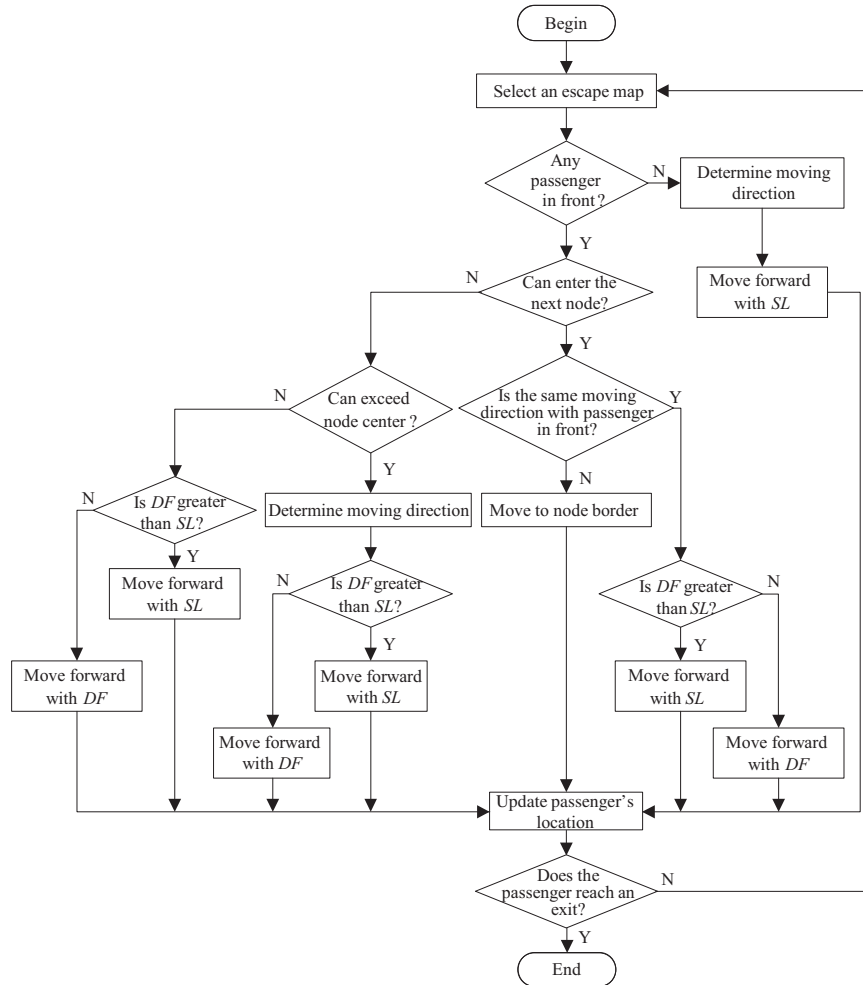 Begin
Select an escape map
Any
passenger
in front?
N
Determine moving
direction
Y
Move forward
with SL
N
Can enter the
next node?
Y
N
Can exceed
node center ?
Is the same moving
direction with passenger
in front?
Y
Y
N
N
Is DF greater
than SL?
Determine moving direction
Move to node border
Y
Move forward
with SL
N
Is DF greater
than SL?
Is DF greater
than SL?
N
Y
Y
Move forward
with DF
Move forward
with SL
Move forward
with SL
Move forward
with DF
Move forward
with DF
Update passenger's
location
Does the
passenger reach an
exit?
N
Y
End